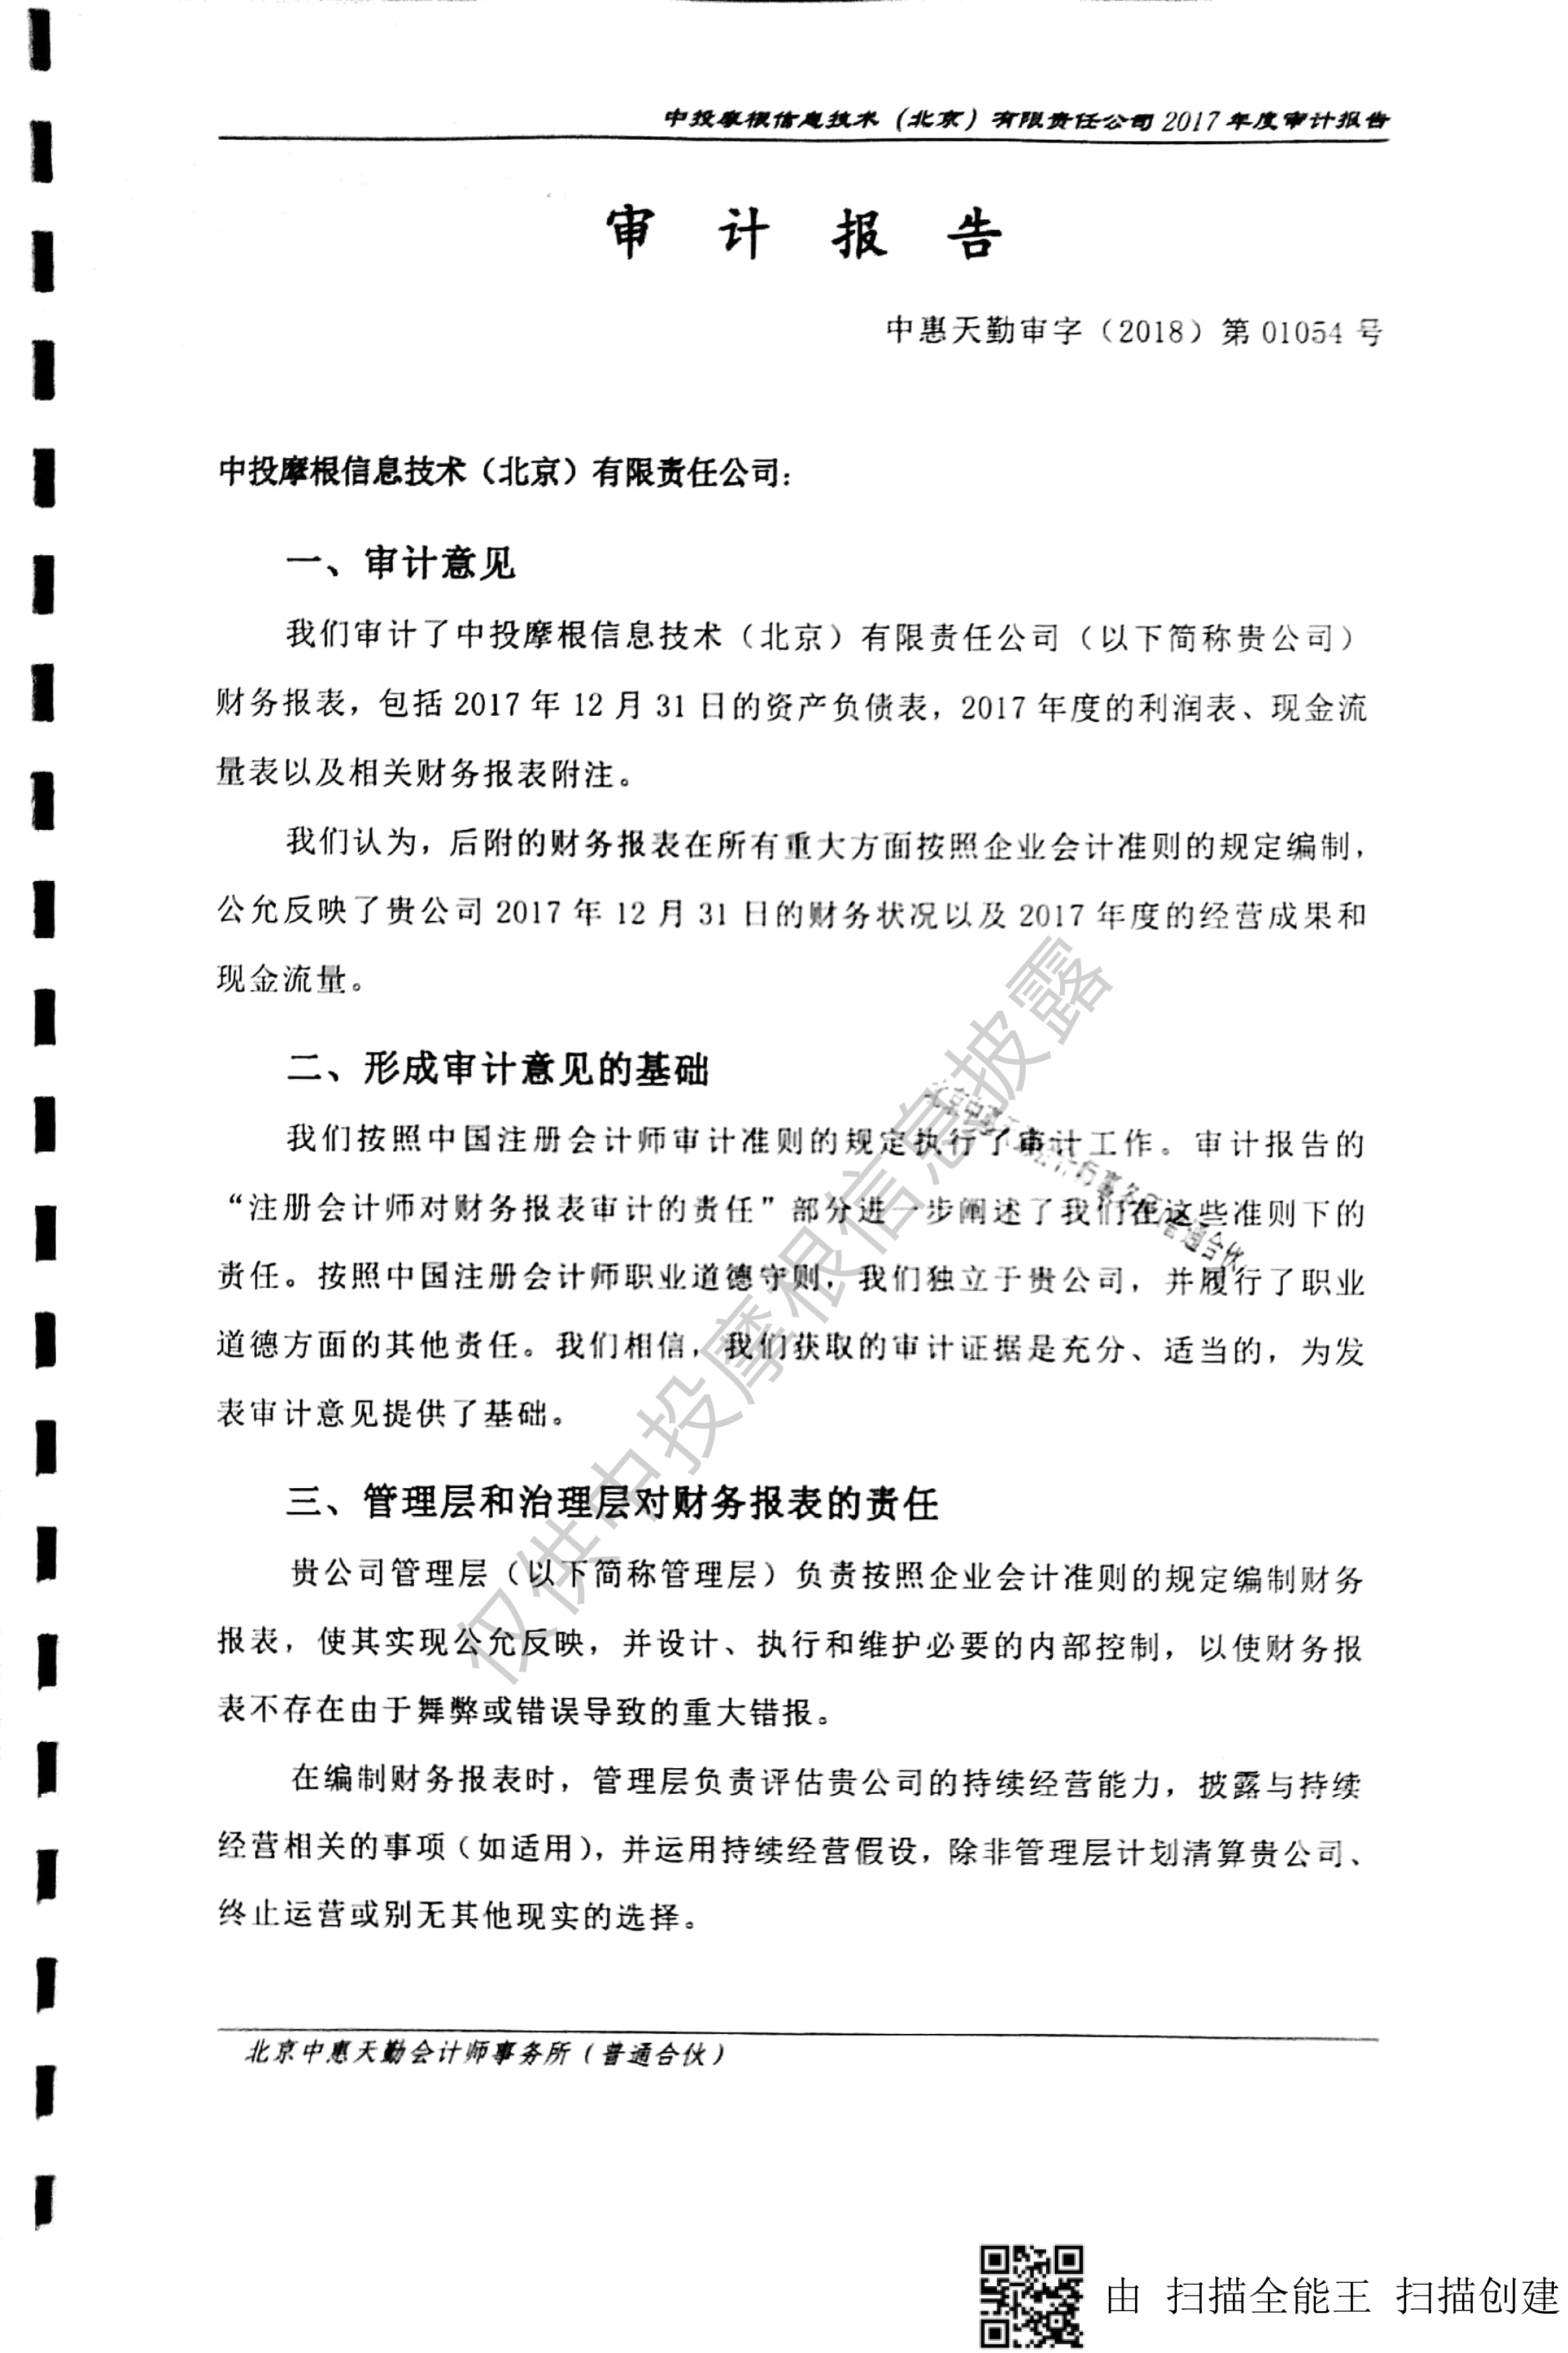 中投摩根信息技术（北京）有限责任公司2017年度审计报告
审 计 报 告
中惠天勤审字（2018）第01054号
中投摩根信息技术（北京）有限责任公司：
一、审计意见
我们审计了中投摩根信息技术（北京）有限责任公司（以下简称贵公司）
财务报表，包括2017年12月31日的资产负债表，2017年度的利润表、现金流
量表以及相关财务报表附注。
我们认为，后附的财务报表在所有重大方面按照企业会计准则的规定编制，
公允反映了贵公司2017年12月31日的财务状况以及2017年度的经营成果和
现金流量。
二、形成审计意见的基础
我们按照中国注册会计师审计准则的规定执行了审计工作。审计报告的
“注册会计师对财务报表审计的责任”部分进一步阐述了我们在这些准则下的
责任。按照中国注册会计师职业道德守则，我们独立于贵公司，并履行了职业
道德方面的其他责任。我们相信，我们获取的审计证据是充分、适当的，为发
表审计意见提供了基础。
三、管理层和治理层对财务报表的责任
贵公司管理层（以下简称管理层）负责按照企业会计准则的规定编制财务
报表，使其实现公允反映，并设计、执行和维护必要的内部控制，以使财务报
表不存在由于舞弊或错误导致的重大错报。
在编制财务报表时，管理层负责评估贵公司的持续经营能力，披露与持续
经营相关的事项（如适用），并运用持续经营假设，除非管理层计划清算贵公司、
终止运营或别无其他现实的选择。
北京中惠天勤会计师事务所（普通合伙）
仅供中投摩根信息披露
北京中惠天勤会计师事务所普通合伙
由 扫描全能王 扫描创建